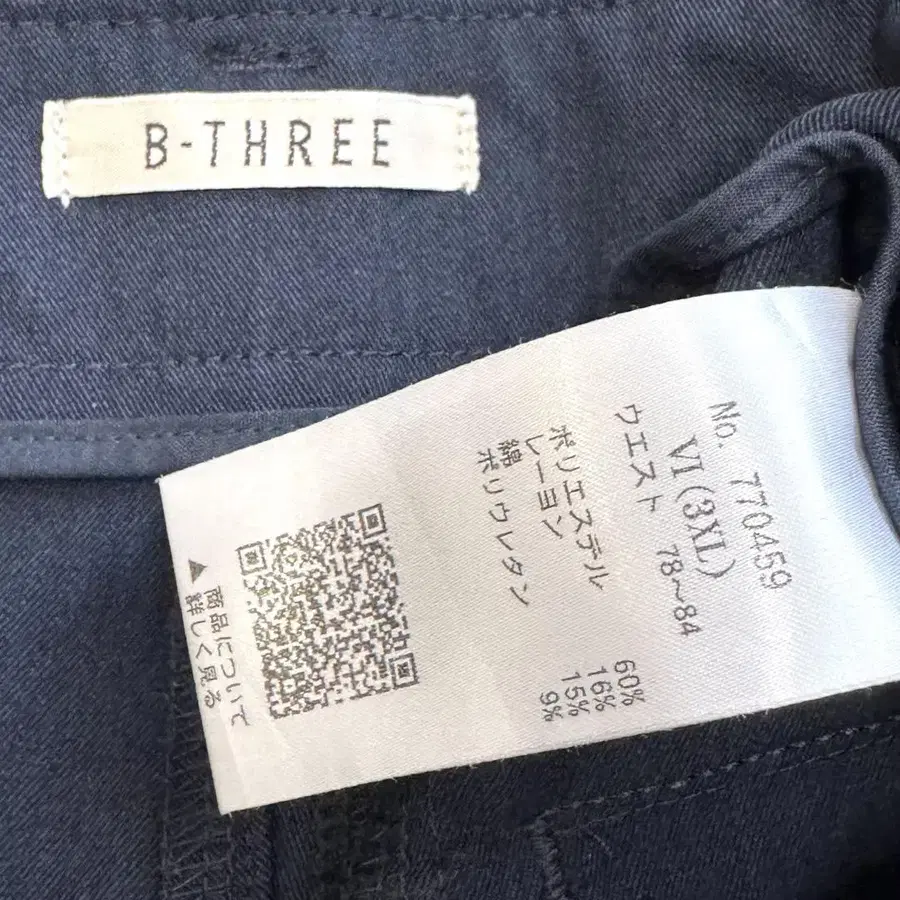 B-THREE
No. 770459
VI(3XL)
ウエスト 78~84
ポリエステル 60%
レーヨン 16%
綿 15%
ポリウレタン 9%
▲商品について
詳しく見る